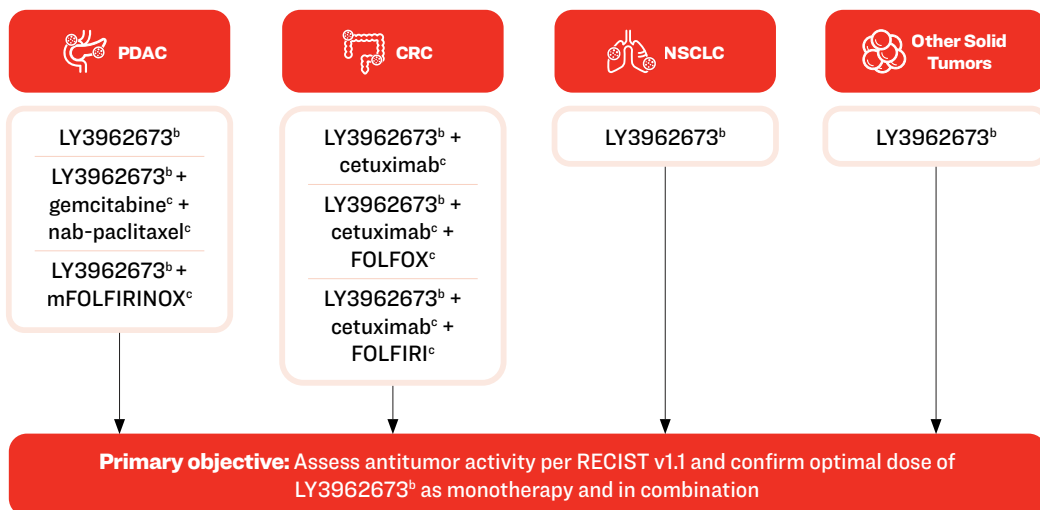 PDAC
LY3962673ᵇ
LY3962673ᵇ +
gemcitabineᶜ +
nab-paclitaxelᶜ
LY3962673ᵇ +
mFOLFIRINOXᶜ
CRC
LY3962673ᵇ +
cetuximabᶜ
LY3962673ᵇ +
cetuximabᶜ +
FOLFOXᶜ
LY3962673ᵇ +
cetuximabᶜ +
FOLFIRIᶜ
NSCLC
LY3962673ᵇ
Other Solid
Tumors
LY3962673ᵇ
Primary objective: Assess antitumor activity per RECIST v1.1 and confirm optimal dose of
LY3962673ᵇ as monotherapy and in combination